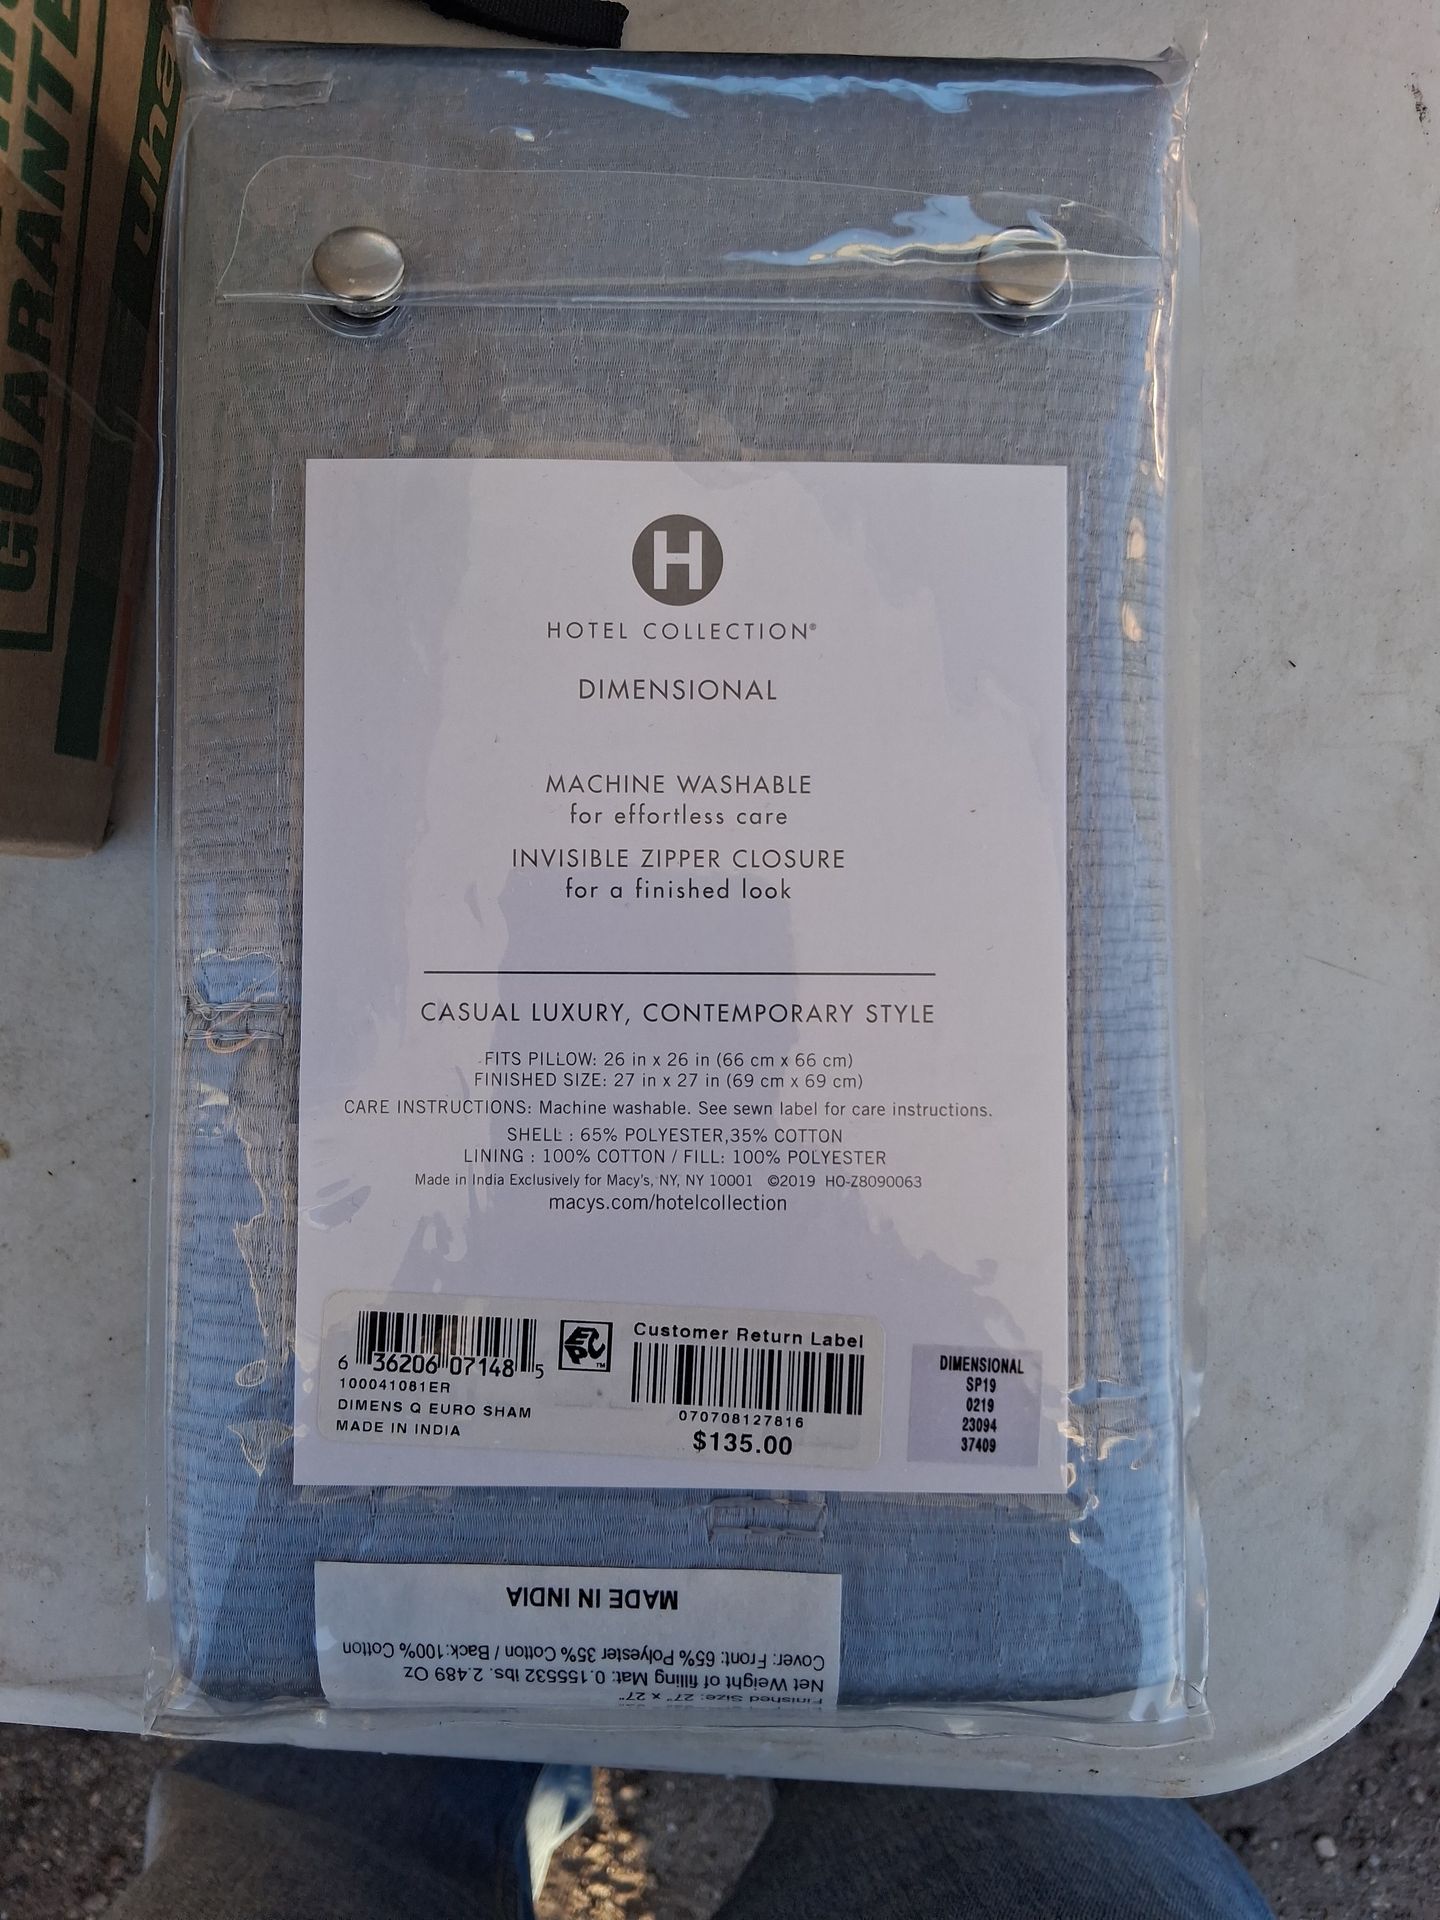 GUARANTE
H
HOTEL COLLECTION®
DIMENSIONAL
MACHINE WASHABLE
for effortless care
INVISIBLE ZIPPER CLOSURE
for a finished look
CASUAL LUXURY, CONTEMPORARY STYLE
FITS PILLOW: 26 in x 26 in (66 cm x 66 cm)
FINISHED SIZE: 27 in x 27 in (69 cm x 69 cm)
CARE INSTRUCTIONS: Machine washable. See sewn label for care instructions.
SHELL : 65% POLYESTER,35% COTTON
LINING : 100% COTTON / FILL: 100% POLYESTER
Made in India Exclusively for Macy's, NY, NY 10001 ©2019 HO-Z8090063
macys.com/hotelcollection
6 36206 07148 5
100041081ER
DIMENS Q EURO SHAM
MADE IN INDIA
EPC™
Customer Return Label
070708127816
$135.00
DIMENSIONAL
SP19
0219
23094
37409
Finished Size: 27" x 27"
Net Weight of filling Mat: 0.155532 lbs. 2.489 Oz
Cover: Front: 65% Polyester 35% Cotton / Back:100% Cotton
MADE IN INDIA